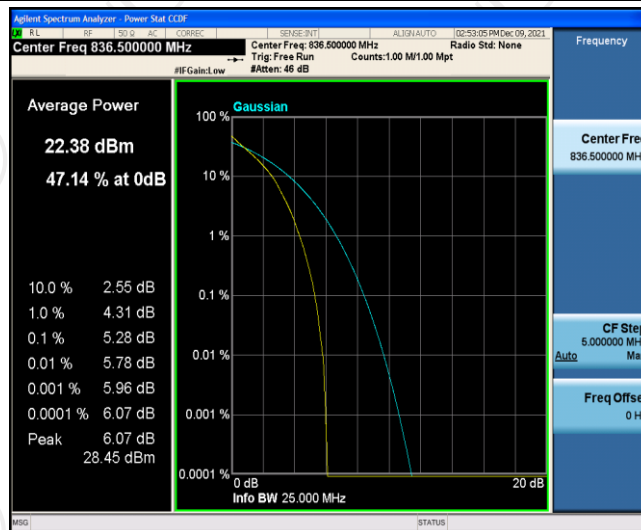 Agilent Spectrum Analyzer - Power Stat CCDF
RL RF 50 Ω AC CORREC SENSE:INT ALIGNAUTO 02:53:05 PM Dec 09, 2021
Center Freq 836.500000 MHz
Center Freq: 836.500000 MHz Radio Std: None
Trig: Free Run Counts:1.00 M/1.00 Mpt
#IFGain:Low #Atten: 46 dB
Frequency
Average Power
22.38 dBm
47.14 % at 0dB
10.0 % 2.55 dB
1.0 % 4.31 dB
0.1 % 5.28 dB
0.01 % 5.78 dB
0.001 % 5.96 dB
0.0001 % 6.07 dB
Peak 6.07 dB
28.45 dBm
Gaussian
100 %
10 %
1 %
0.1 %
0.01 %
0.001 %
0.0001 %
0 dB 20 dB
Info BW 25.000 MHz
Center Fre
836.500000 MH
CF Ste
5.000000 MH
Auto Ma
Freq Offse
0 H
MSG STATUS